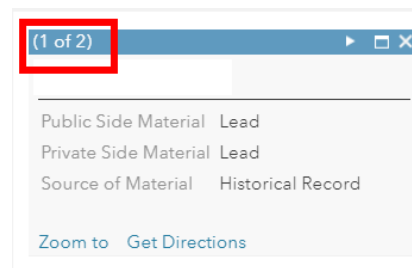 (1 of 2)
Public Side Material Lead
Private Side Material Lead
Source of Material Historical Record
Zoom to Get Directions